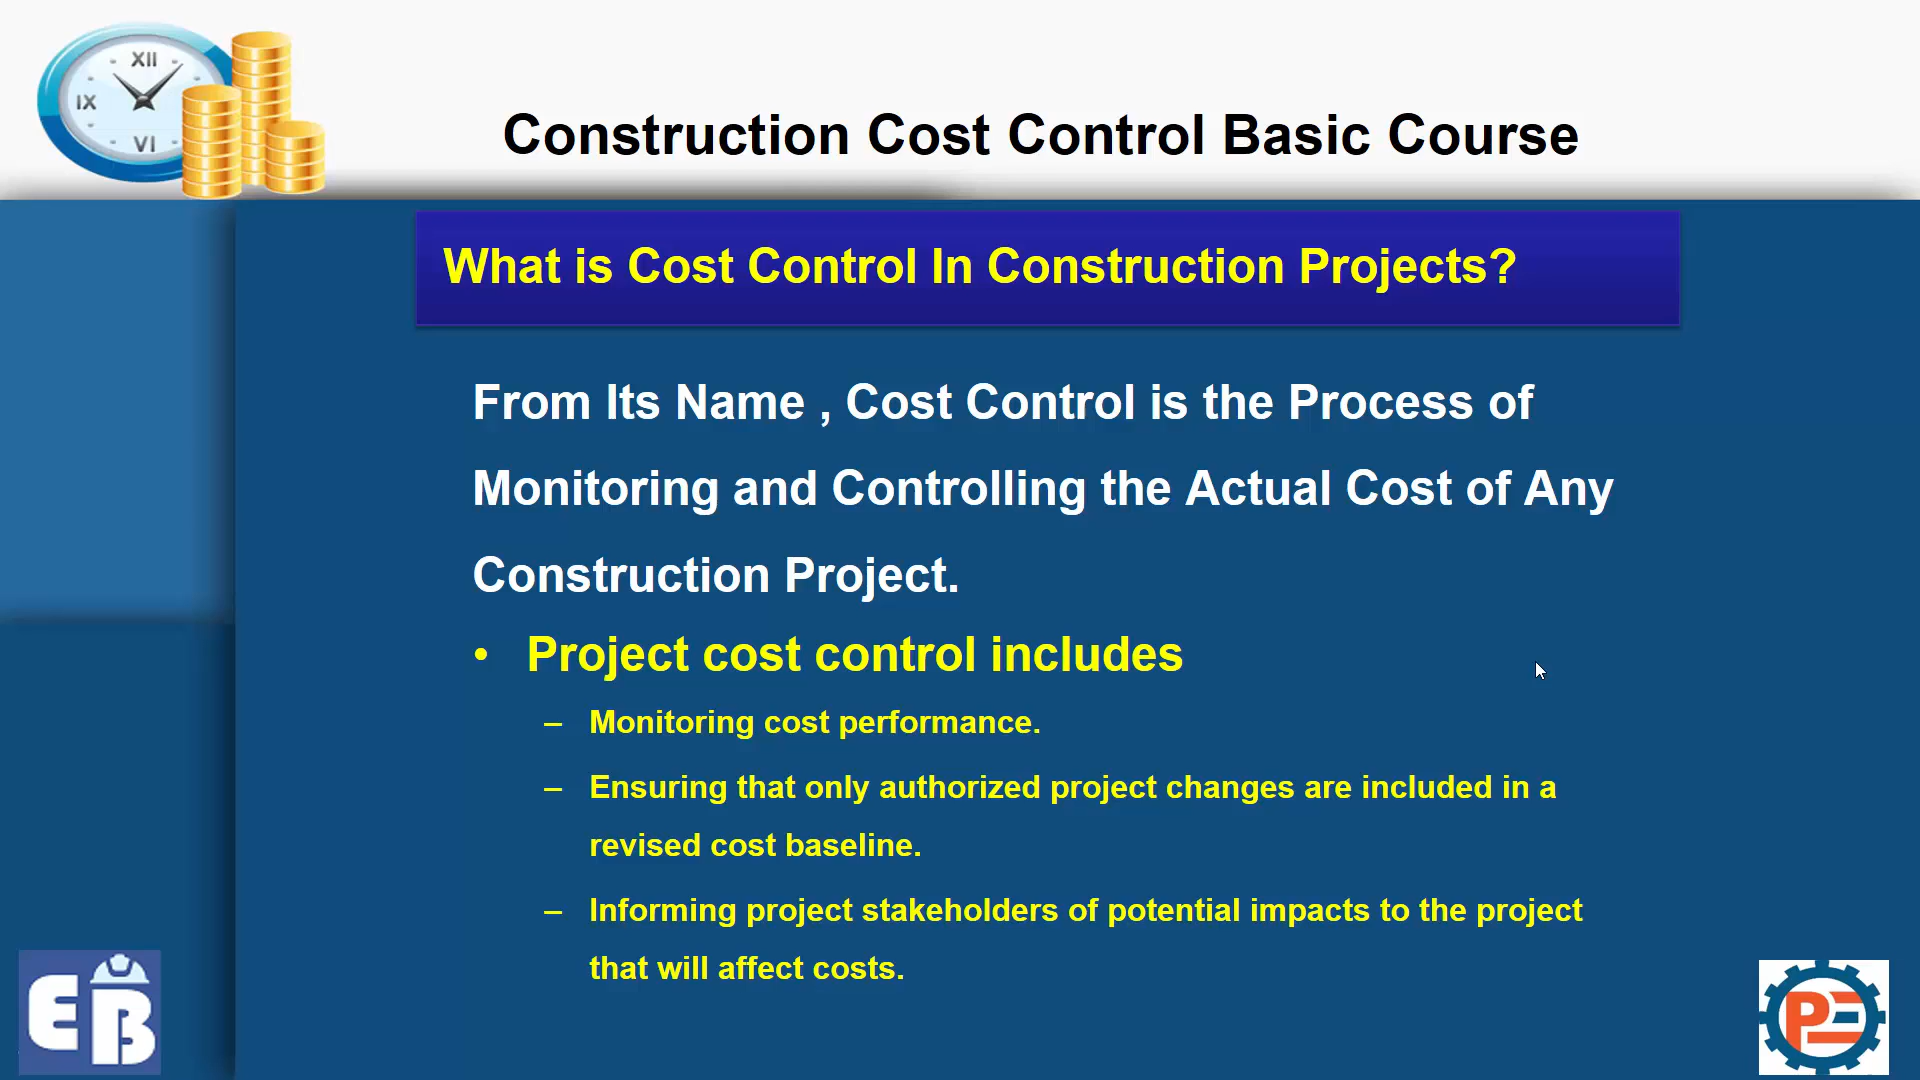 XII
IX
VI
Construction Cost Control Basic Course
What is Cost Control In Construction Projects?
From Its Name , Cost Control is the Process of
Monitoring and Controlling the Actual Cost of Any
Construction Project.
• Project cost control includes
– Monitoring cost performance.
– Ensuring that only authorized project changes are included in a
revised cost baseline.
– Informing project stakeholders of potential impacts to the project
that will affect costs.
EB
PE